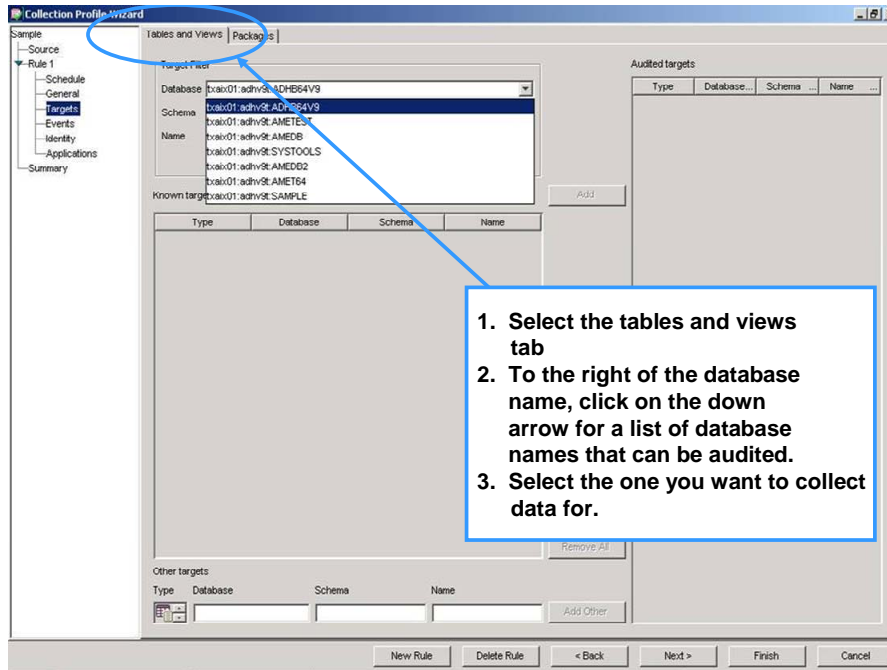 Collection Profile Wizard
Sample
Source
Rule 1
Schedule
General
Targets
Events
Identity
Applications
Summary
Tables and Views
Packages
Target Filter
Database txaix01:adhv9t:ADHB64V9
Schema
Name
txaix01:adhv9t:ADHB64V9
txaix01:adhv9t:AMETEST
txaix01:adhv9t:AMEDB
txaix01:adhv9t:SYSTOOLS
txaix01:adhv9t:AMEDB2
txaix01:adhv9t:AMET64
txaix01:adhv9t:SAMPLE
Known
Type Database Schema Name
Add
Audited targets
Type Database... Schema ... Name ...
1. Select the tables and views
tab
2. To the right of the database
name, click on the down
arrow for a list of database
names that can be audited.
3. Select the one you want to collect
data for.
Remove All
Other targets
Type Database Schema Name
Add Other
New Rule Delete Rule < Back Next > Finish Cancel